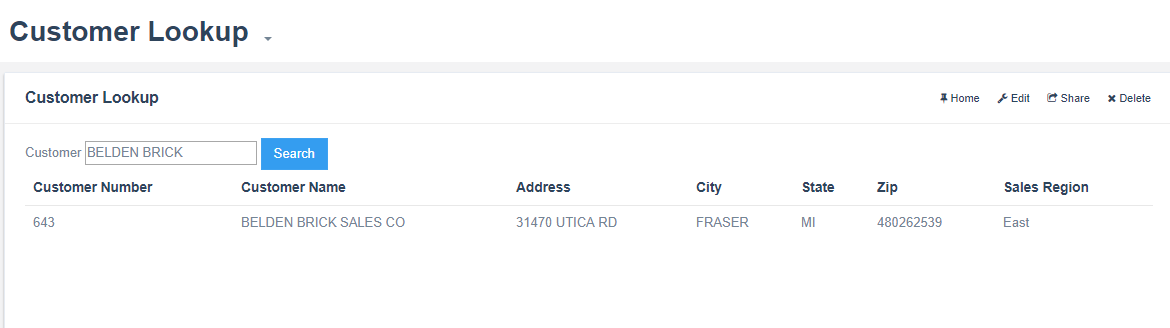 Customer Lookup
Customer Lookup Home Edit Share Delete
Customer BELDEN BRICK Search
Customer Number Customer Name Address City State Zip Sales Region
643 BELDEN BRICK SALES CO 31470 UTICA RD FRASER MI 480262539 East